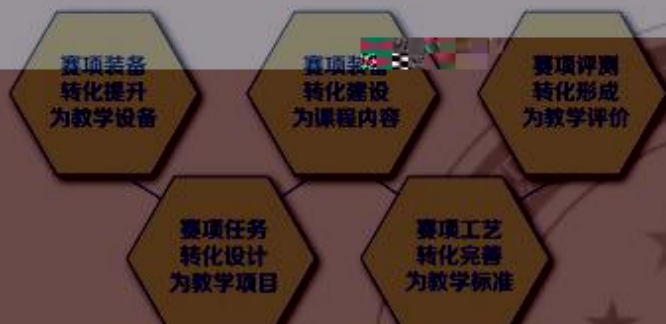 赛项装备
转化提升
为教学设备
赛项任务
转化设计
为教学项目
赛项
转化建设
为课程内容
赛项工艺
转化完善
为教学标准
赛项评测
转化形成
为教学评价